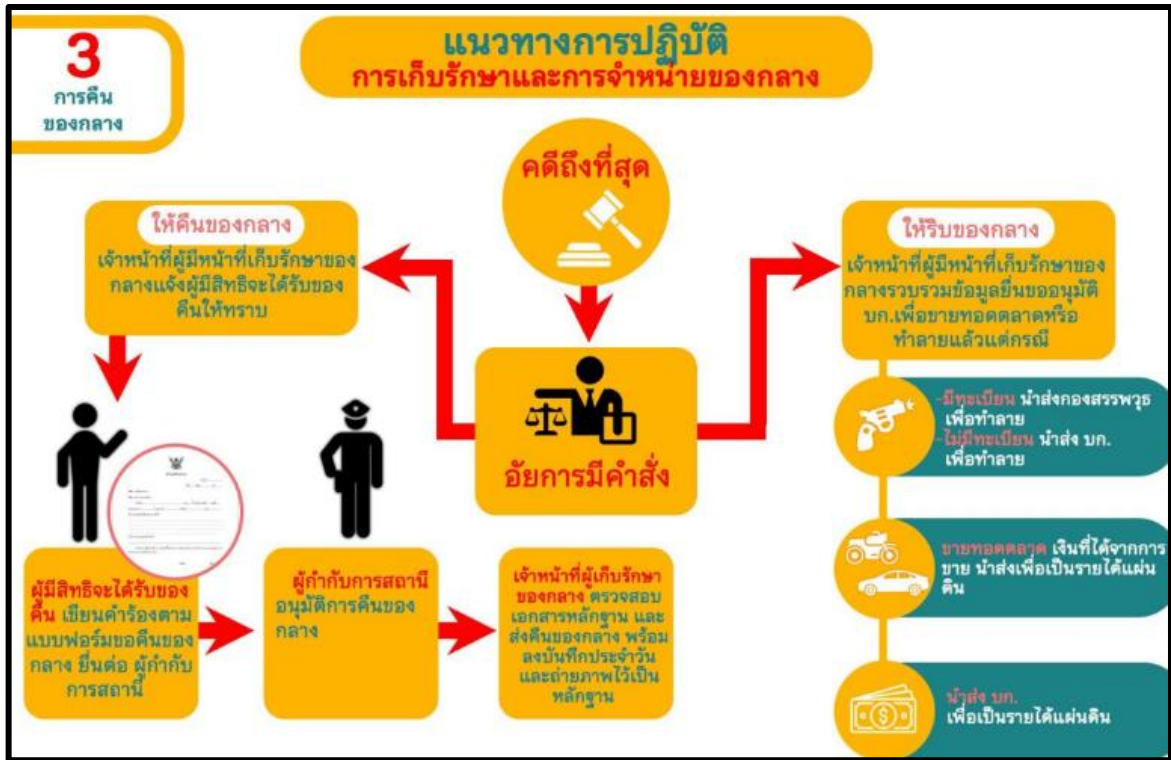 3
การคืน
ของกลาง
แนวทางการปฏิบัติ
การเก็บรักษาและการจำหน่ายของกลาง
คดีถึงที่สุด
ให้คืนของกลาง
เจ้าหน้าที่ผู้มีหน้าที่เก็บรักษาของ
กลางแจ้งผู้มีสิทธิจะได้รับของ
คืนให้ทราบ
ให้ริบของกลาง
เจ้าหน้าที่ผู้มีหน้าที่เก็บรักษาของ
กลางรวบรวมข้อมูลยื่นขออนุมัติ
บก.เพื่อขายทอดตลาดหรือ
ทำลายแล้วแต่กรณี
อัยการมีคำสั่ง
-มีทะเบียน นำส่งกองสรรพวุธ
เพื่อทำลาย
-ไม่มีทะเบียน นำส่ง บก.
เพื่อทำลาย
ขายทอดตลาด เงินที่ได้จากการ
ขาย นำส่งเพื่อเป็นรายได้แผ่น
ดิน
นำส่ง บก.
เพื่อเป็นรายได้แผ่นดิน
ผู้มีสิทธิจะได้รับของ
คืน เขียนคำร้องตาม
แบบฟอร์มขอคืนของ
กลาง ยื่นต่อ ผู้กำกับ
การสถานี
ผู้กำกับการสถานี
อนุมัติการคืนของ
กลาง
เจ้าหน้าที่ผู้เก็บรักษา
ของกลาง ตรวจสอบ
เอกสารหลักฐาน และ
ส่งคืนของกลาง พร้อม
ลงบันทึกประจำวัน
และถ่ายภาพไว้เป็น
หลักฐาน